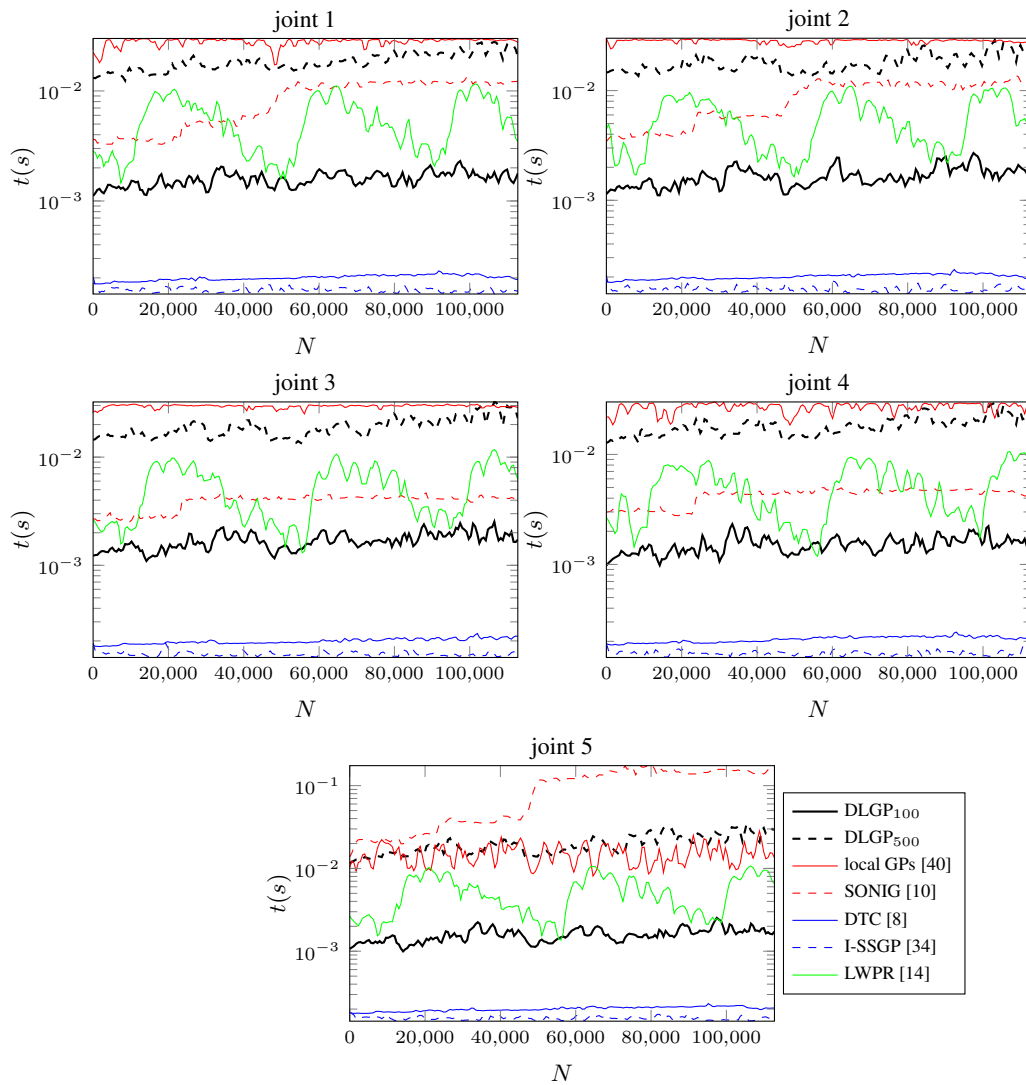 joint 1
10⁻²
10⁻³
t(s)
0 20,000 40,000 60,000 80,000 100,000
N
joint 2
10⁻²
10⁻³
t(s)
0 20,000 40,000 60,000 80,000 100,000
N
joint 3
10⁻²
10⁻³
t(s)
0 20,000 40,000 60,000 80,000 100,000
N
joint 4
10⁻²
10⁻³
t(s)
0 20,000 40,000 60,000 80,000 100,000
N
joint 5
10⁻¹
10⁻²
10⁻³
t(s)
0 20,000 40,000 60,000 80,000 100,000
N
DLGP₁₀₀
DLGP₅₀₀
local GPs [40]
SONIG [10]
DTC [8]
I-SSGP [34]
LWPR [14]